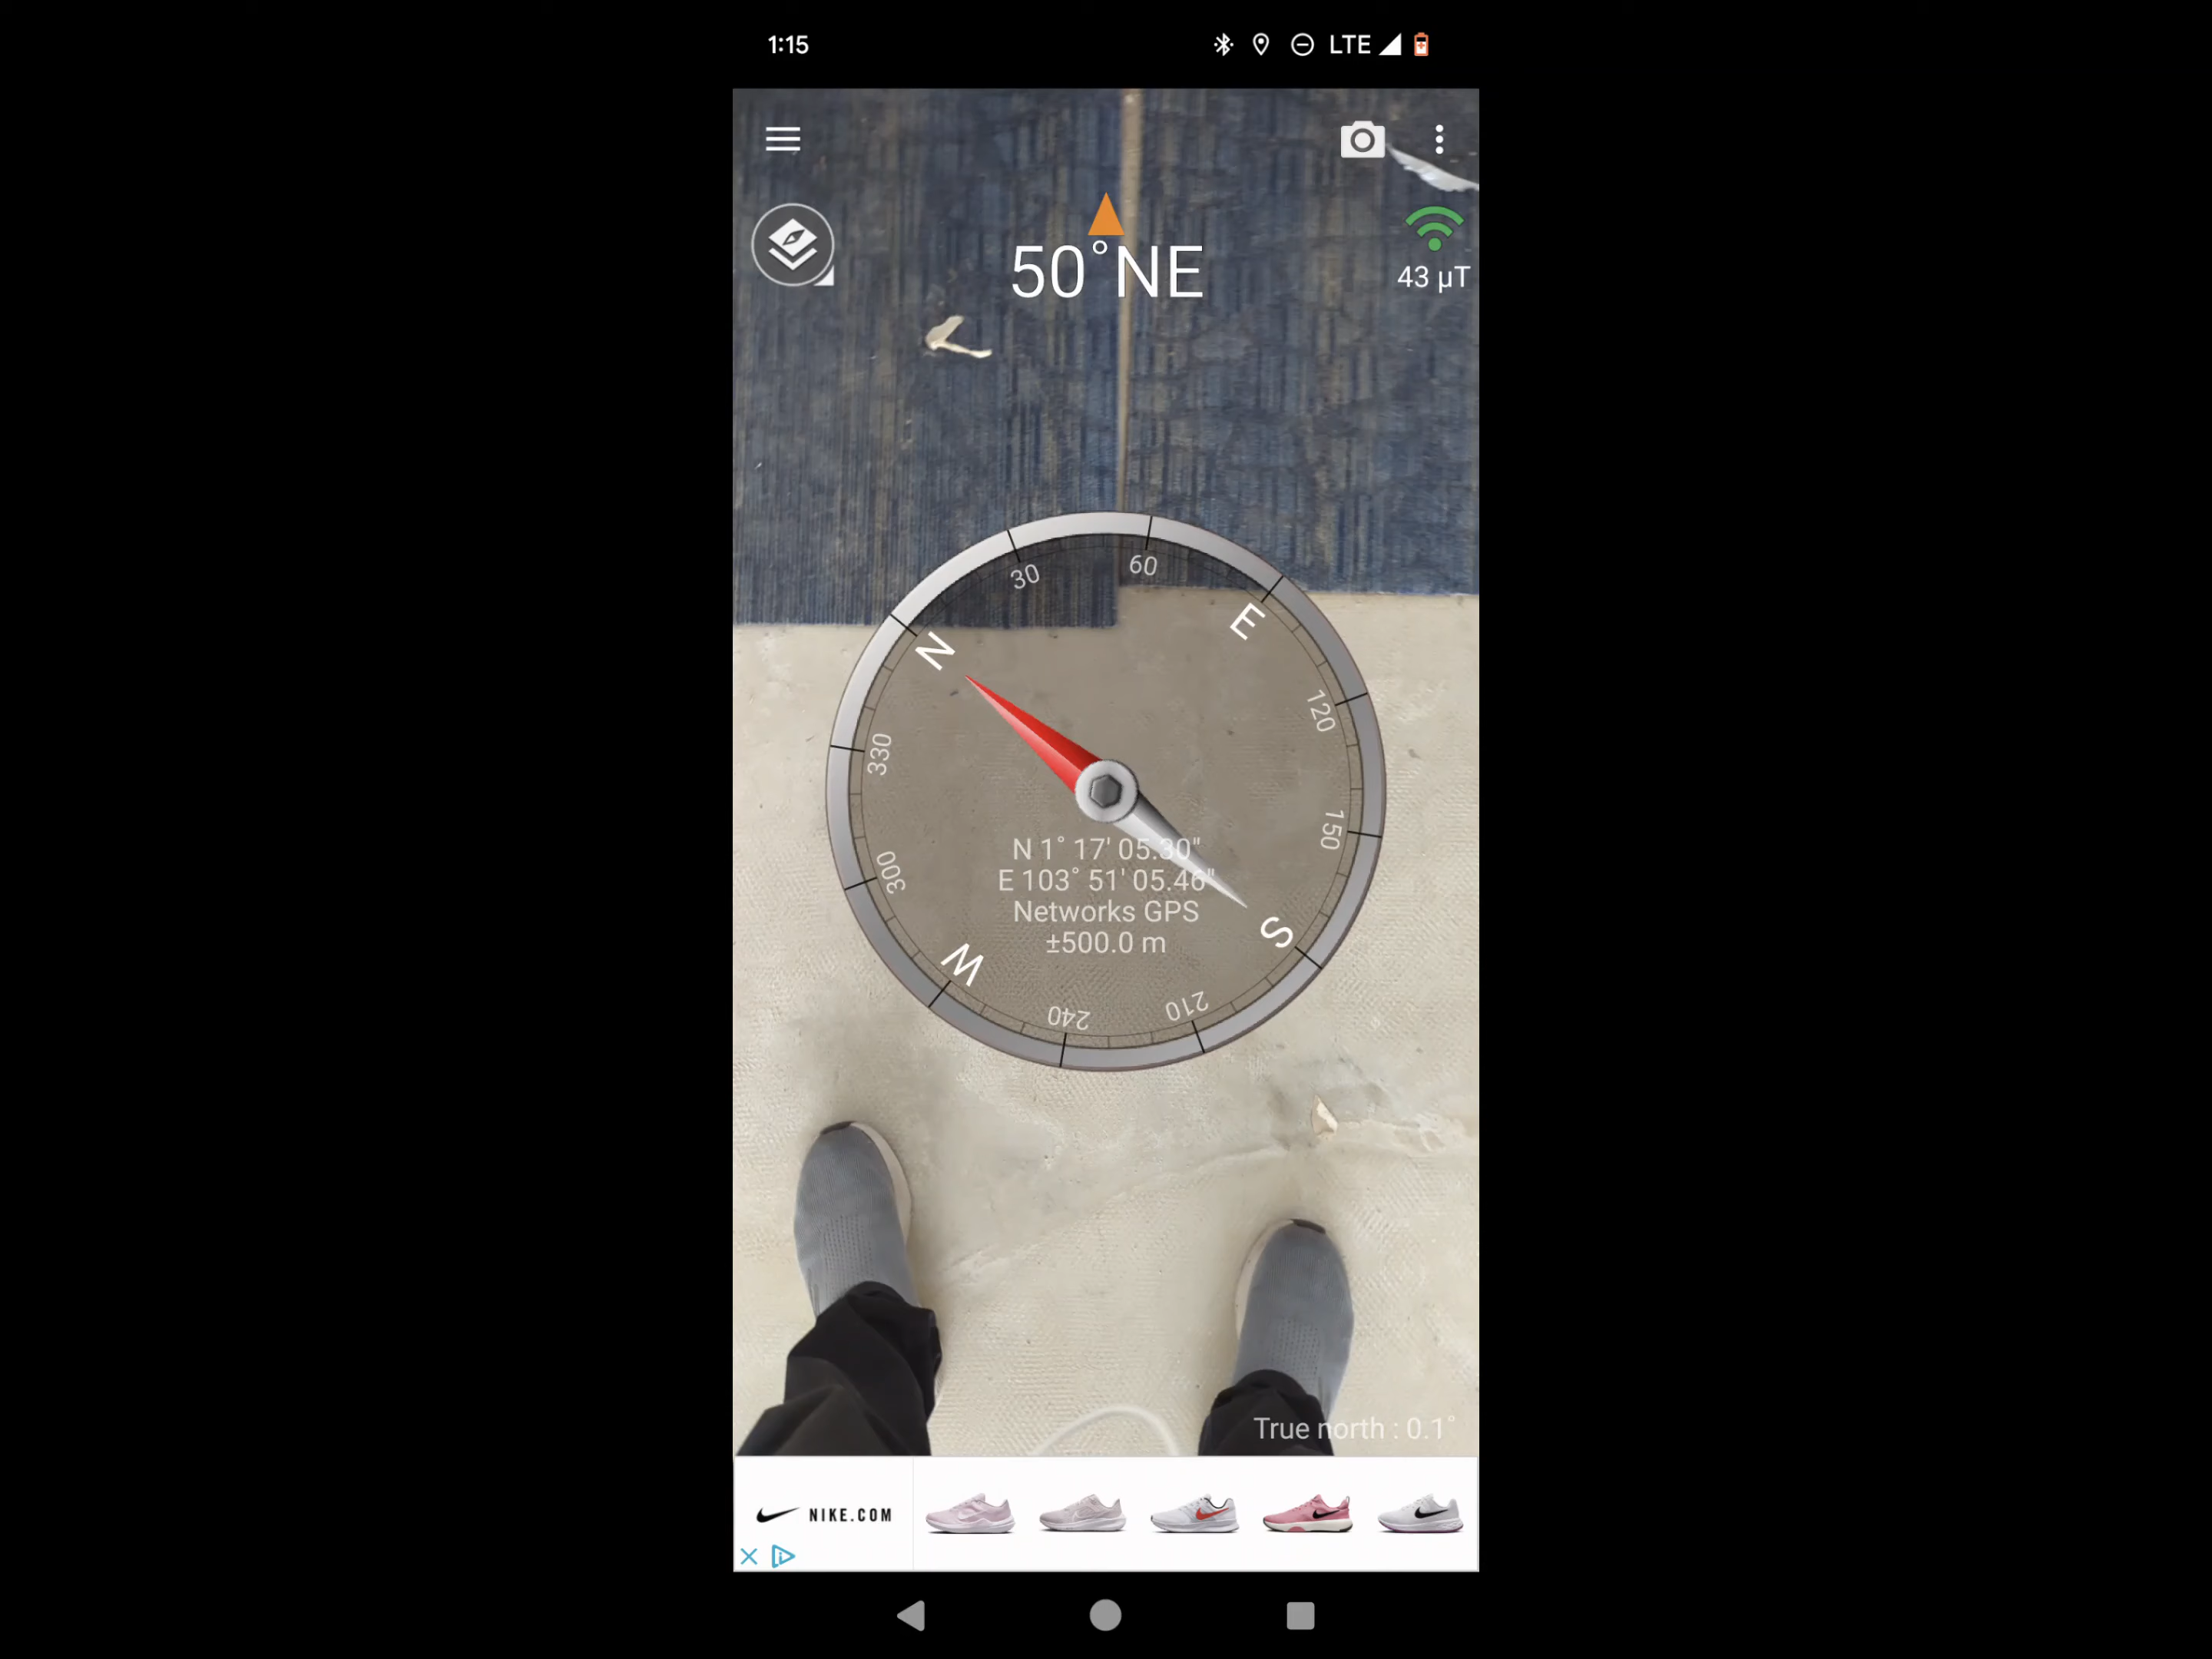 1:15
LTE
50°NE
43 µT
30
60
N
E
330
120
300
150
N 1° 17' 05.30"
E 103° 51' 05.46"
Networks GPS
±500.0 m
W
S
240
210
True north : 0.1°
NIKE.COM